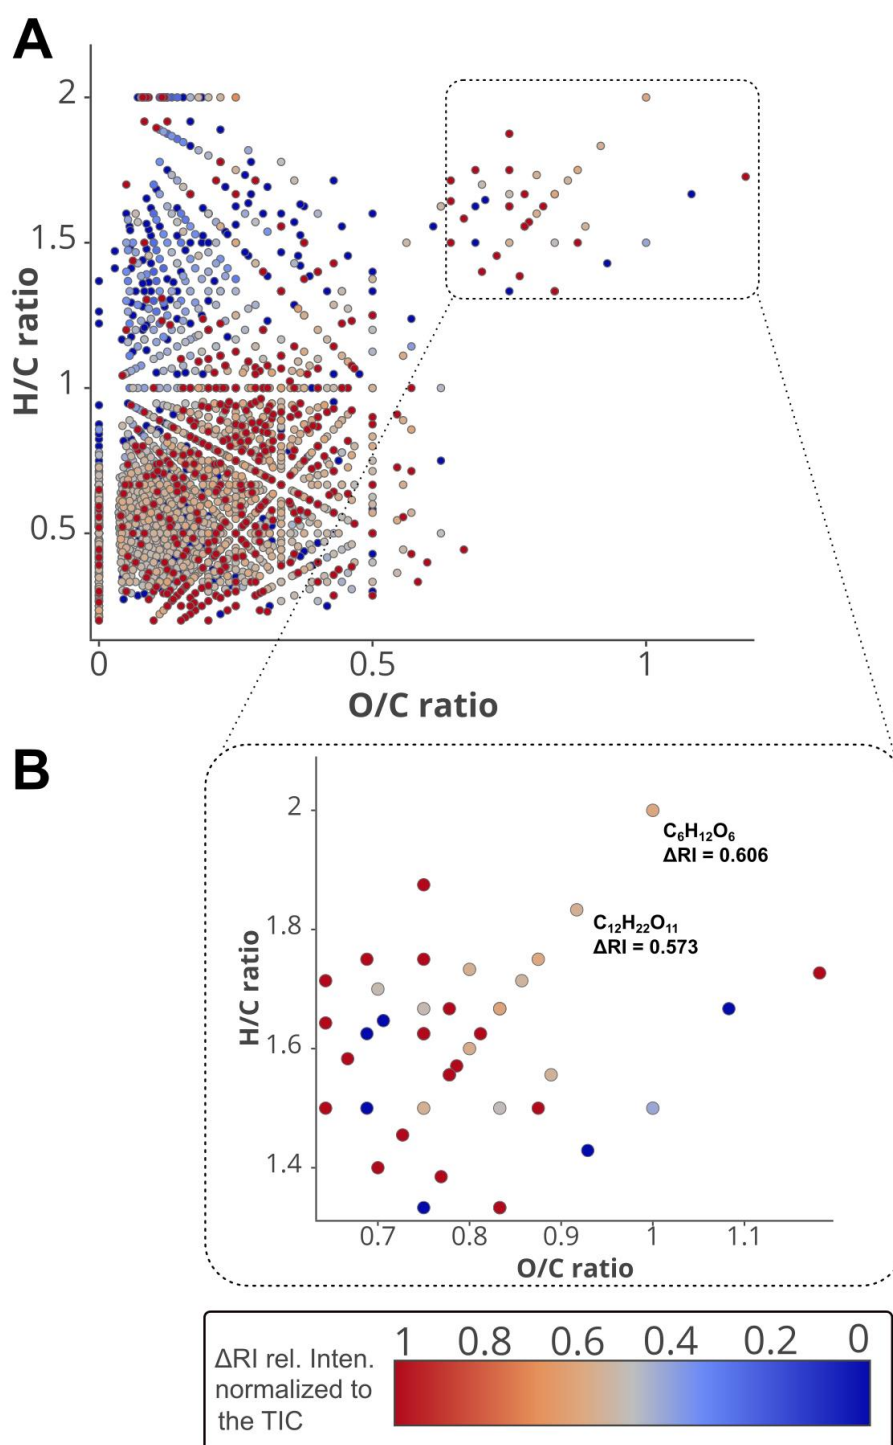 A
2
1.5
1
0.5
H/C ratio
0
0.5
1
O/C ratio
B
2
1.8
1.6
1.4
H/C ratio
C₆H₁₂O₆
ΔRI = 0.606
C₁₂H₂₂O₁₁
ΔRI = 0.573
0.7 0.8 0.9 1 1.1
O/C ratio
ΔRI rel. Inten.
normalized to
the TIC
1 0.8 0.6 0.4 0.2 0